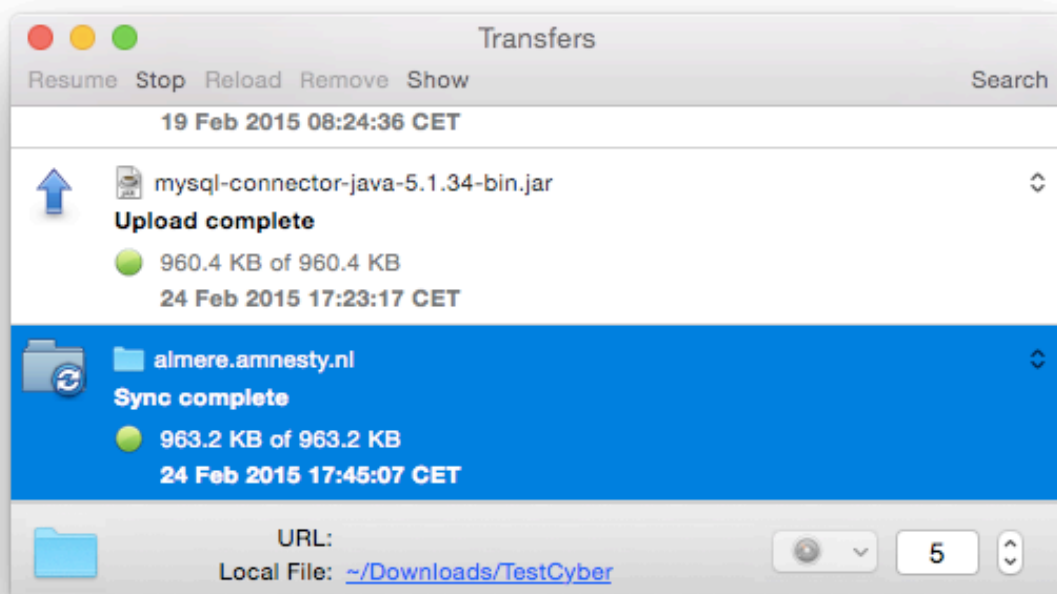 Transfers
Resume Stop Reload Remove Show Search
19 Feb 2015 08:24:36 CET
mysql-connector-java-5.1.34-bin.jar
Upload complete
960.4 KB of 960.4 KB
24 Feb 2015 17:23:17 CET
almere.amnesty.nl
Sync complete
963.2 KB of 963.2 KB
24 Feb 2015 17:45:07 CET
URL:
5
Local File: ~/Downloads/TestCyber